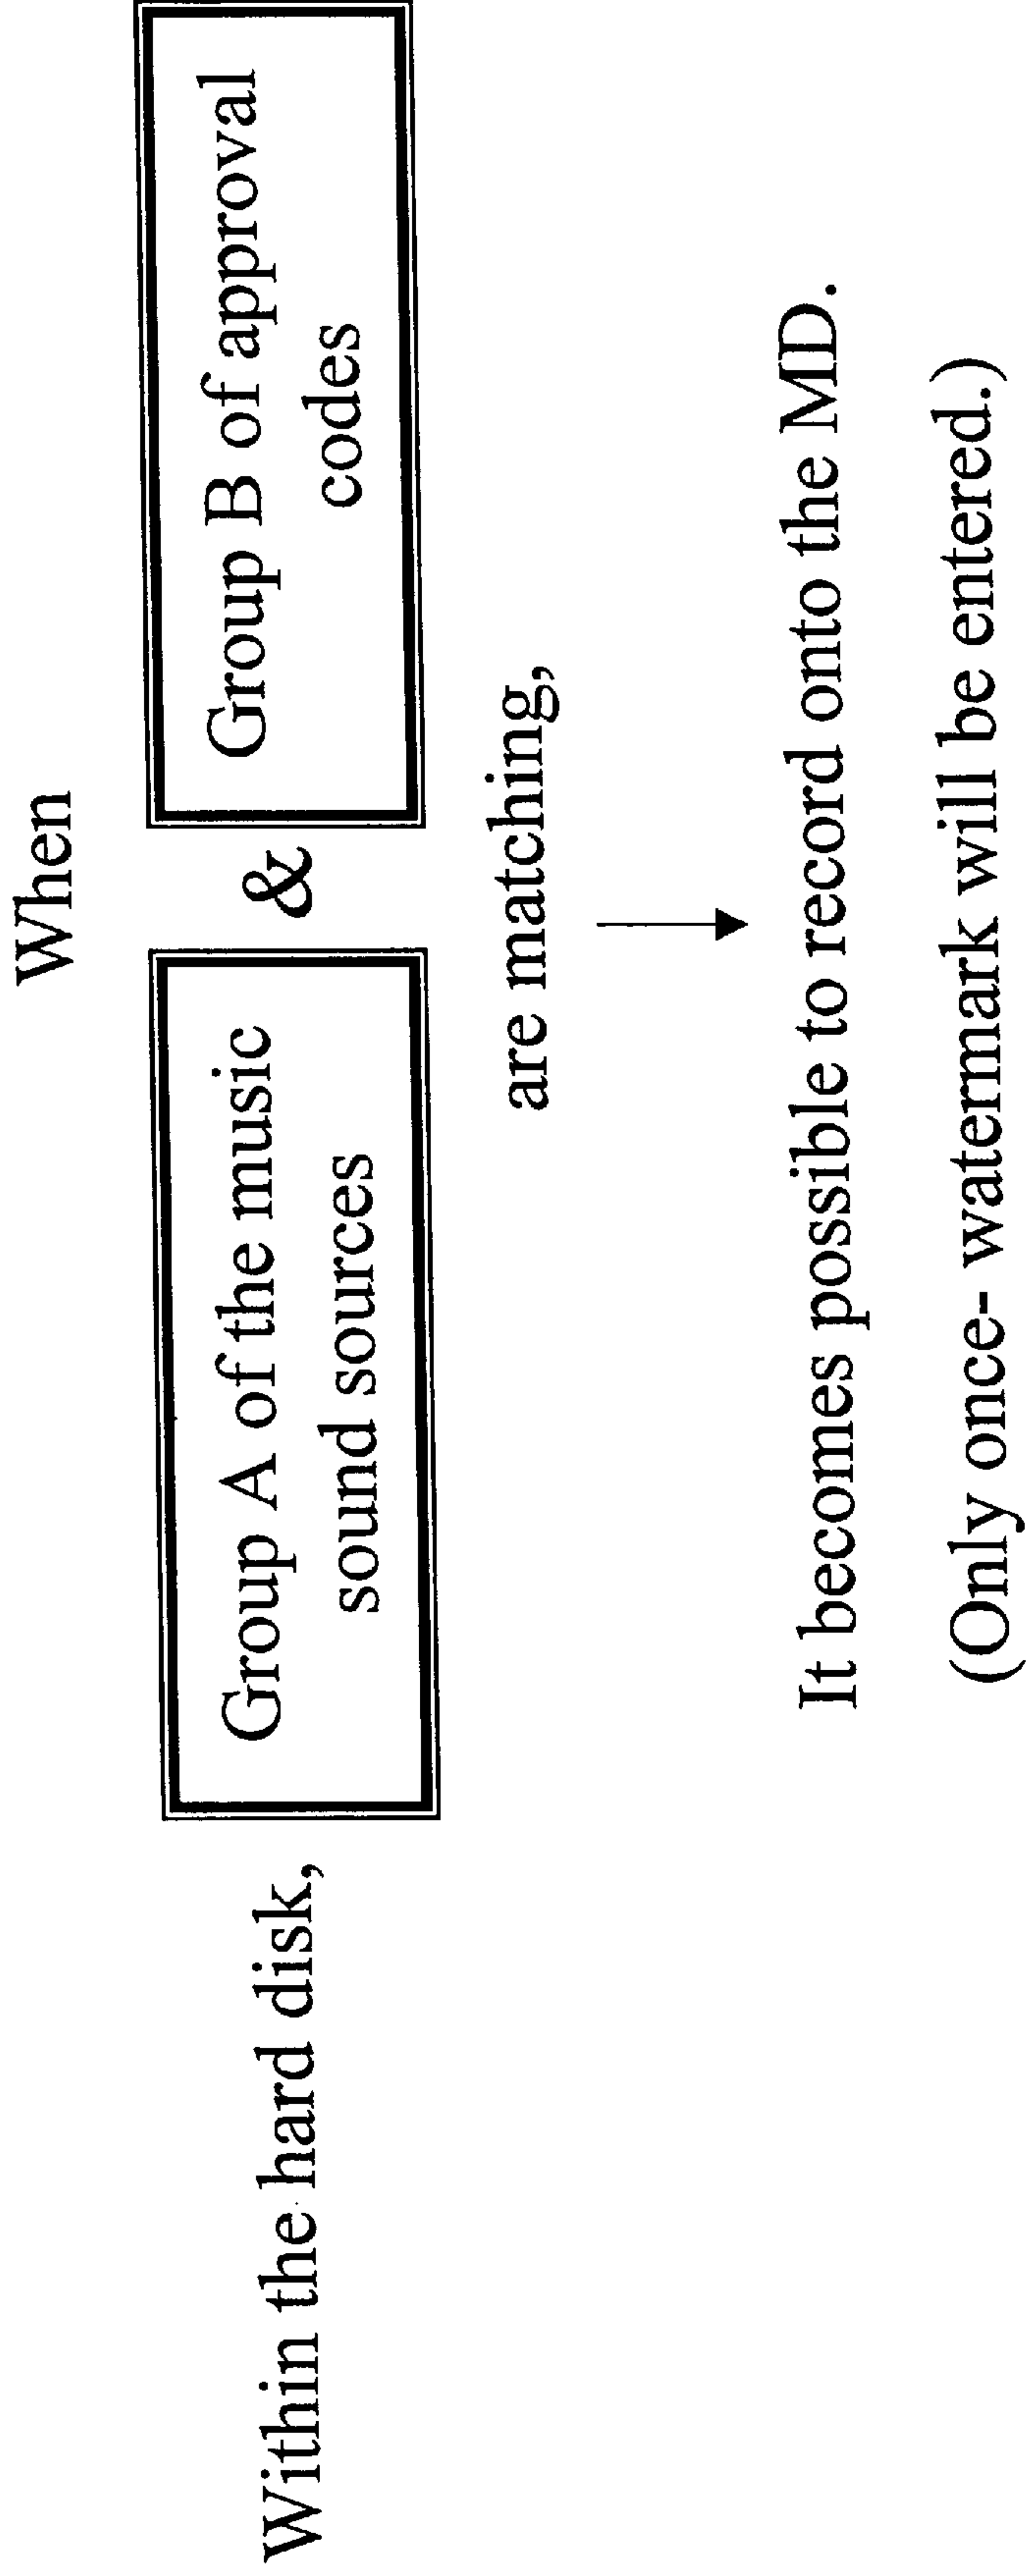 When
Within the hard disk,
Group A of the music
sound sources
&
Group B of approval
codes
are matching,
It becomes possible to record onto the MD.
(Only once- watermark will be entered.)